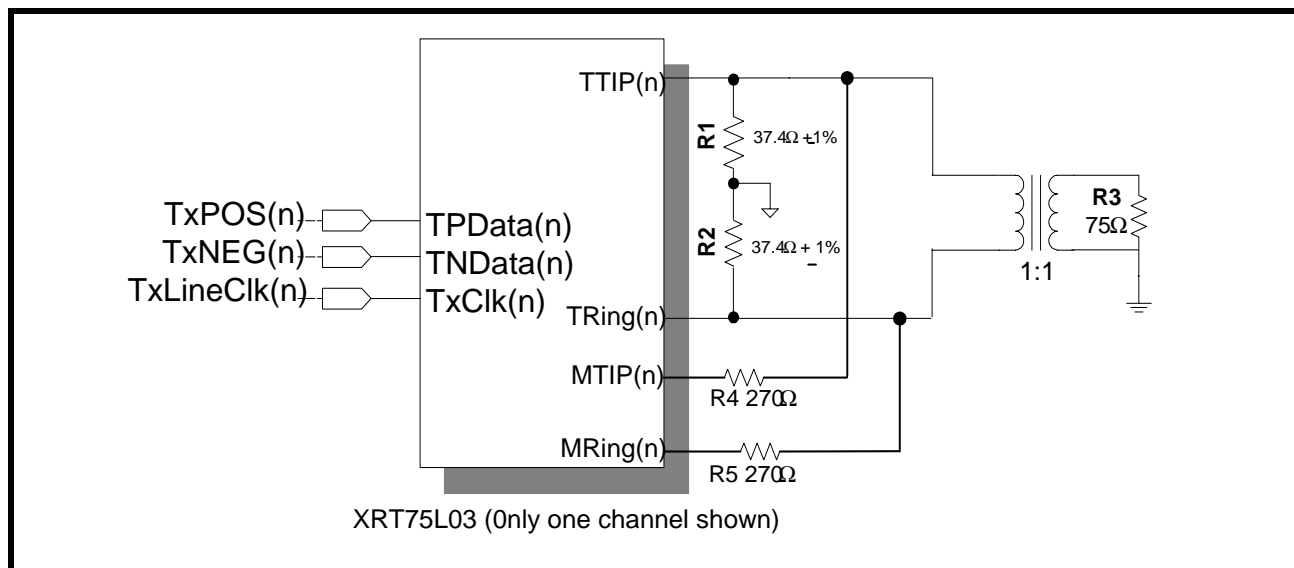 TTIP(n)
R1
37.4Ω +1%
-
R3
75Ω
TxPOS(n)
TPData(n)
TxNEG(n)
TNData(n)
R2
37.4Ω + 1%
-
1:1
TxLineClk(n)
TxClk(n)
TRing(n)
MTIP(n)
R4 270Ω
MRing(n)
R5 270Ω
XRT75L03 (0nly one channel shown)